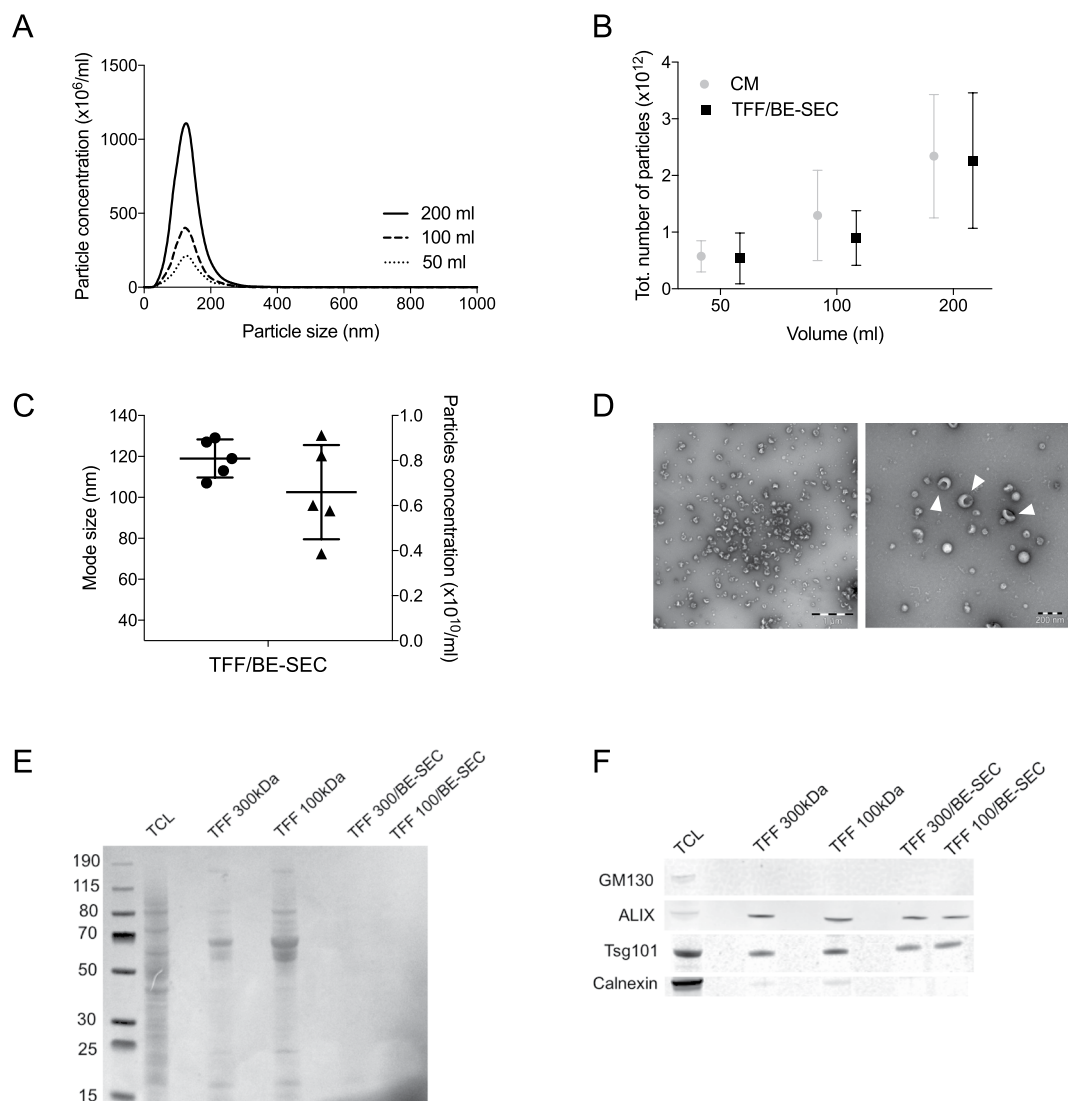 A
Particle concentration (x10⁶/ml)
1500
1000
500
0
0 200 400 600 800 1000
Particle size (nm)
200 ml
100 ml
50 ml
B
Tot. number of particles (x10¹²)
4
3
2
1
0
CM
TFF/BE-SEC
50 100 200
Volume (ml)
C
Mode size (nm)
140
120
100
80
60
40
1.0
0.8
0.6
0.4
0.2
0.0
Particles concentration (x10¹⁰/ml)
TFF/BE-SEC
D
1 µm
200 nm
E
TCL
TFF 300kDa
TFF 100kDa
TFF 300/BE-SEC
TFF 100/BE-SEC
190
115
80
70
50
30
25
15
F
TCL
TFF 300kDa
TFF 100kDa
TFF 300/BE-SEC
TFF 100/BE-SEC
GM130
ALIX
Tsg101
Calnexin